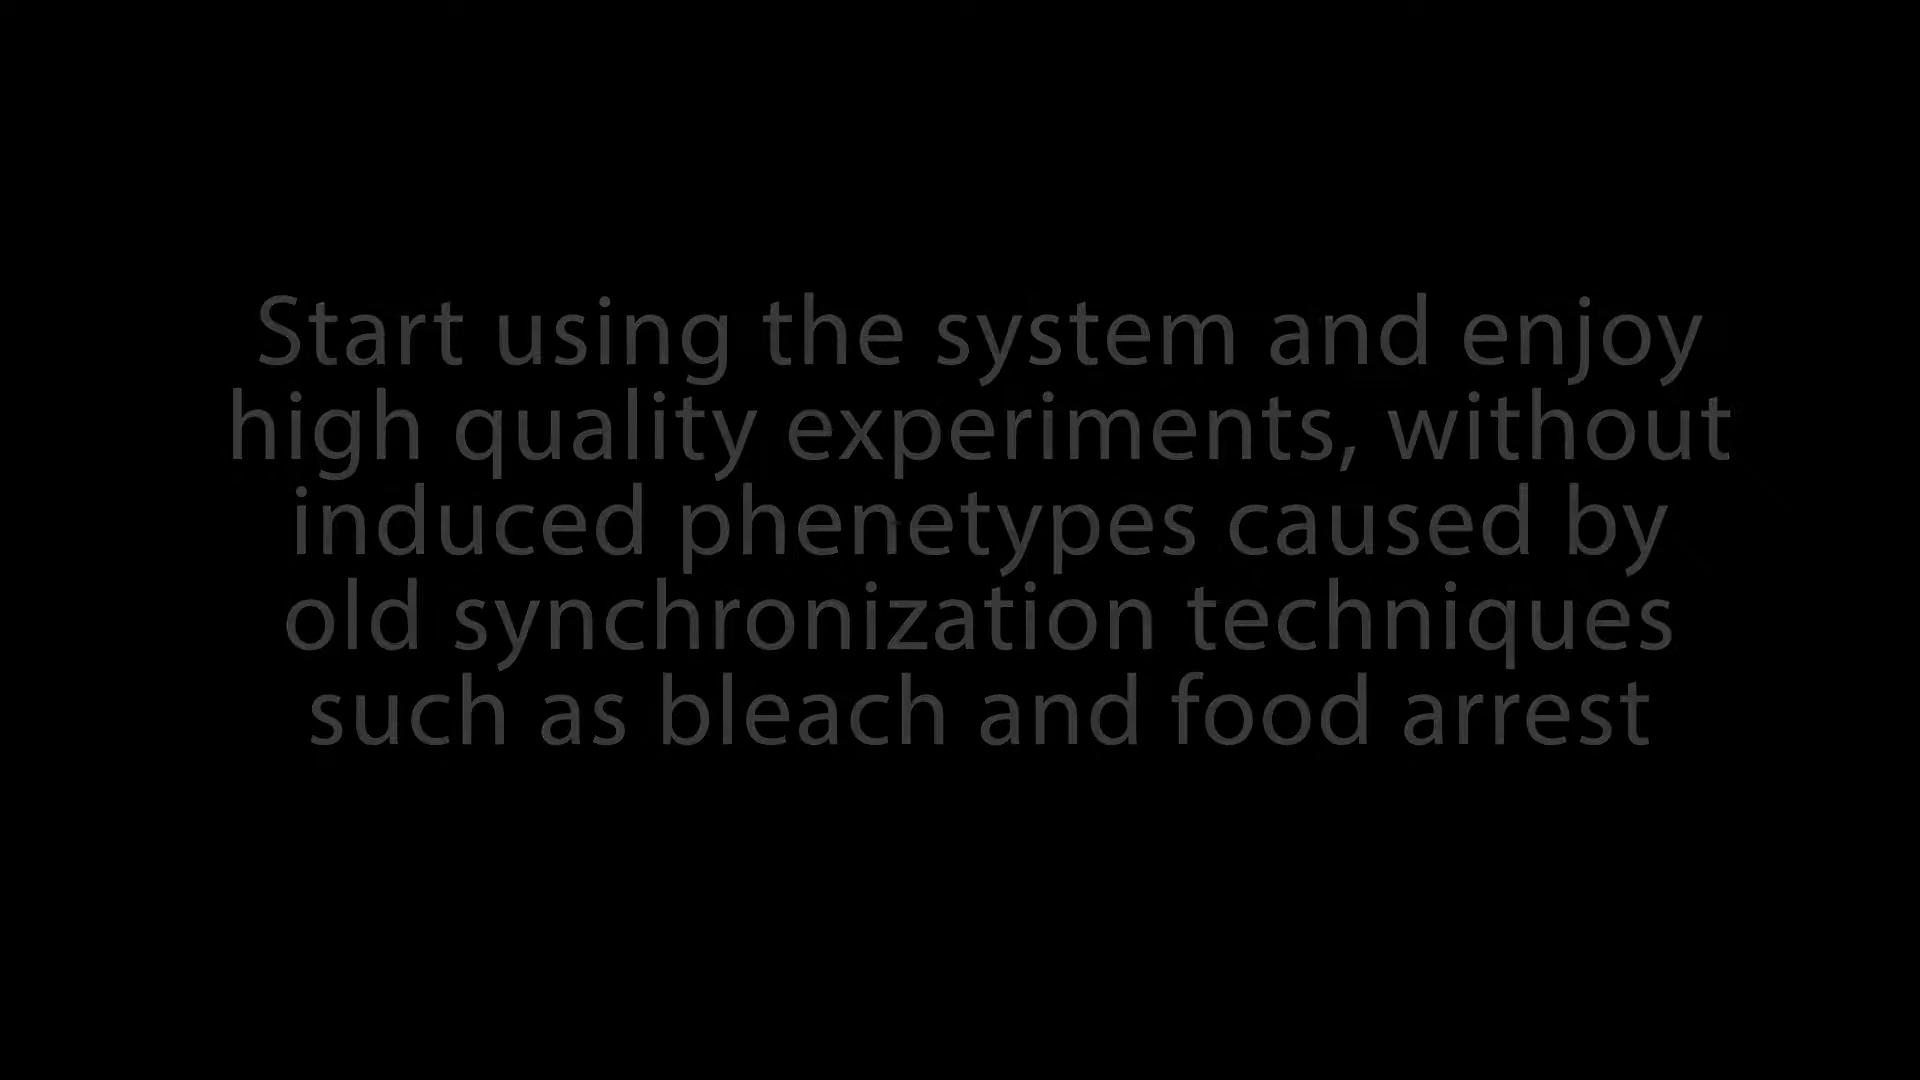 Start using the system and enjoy
high quality experiments, without
induced phenetypes caused by
old synchronization techniques
such as bleach and food arrest